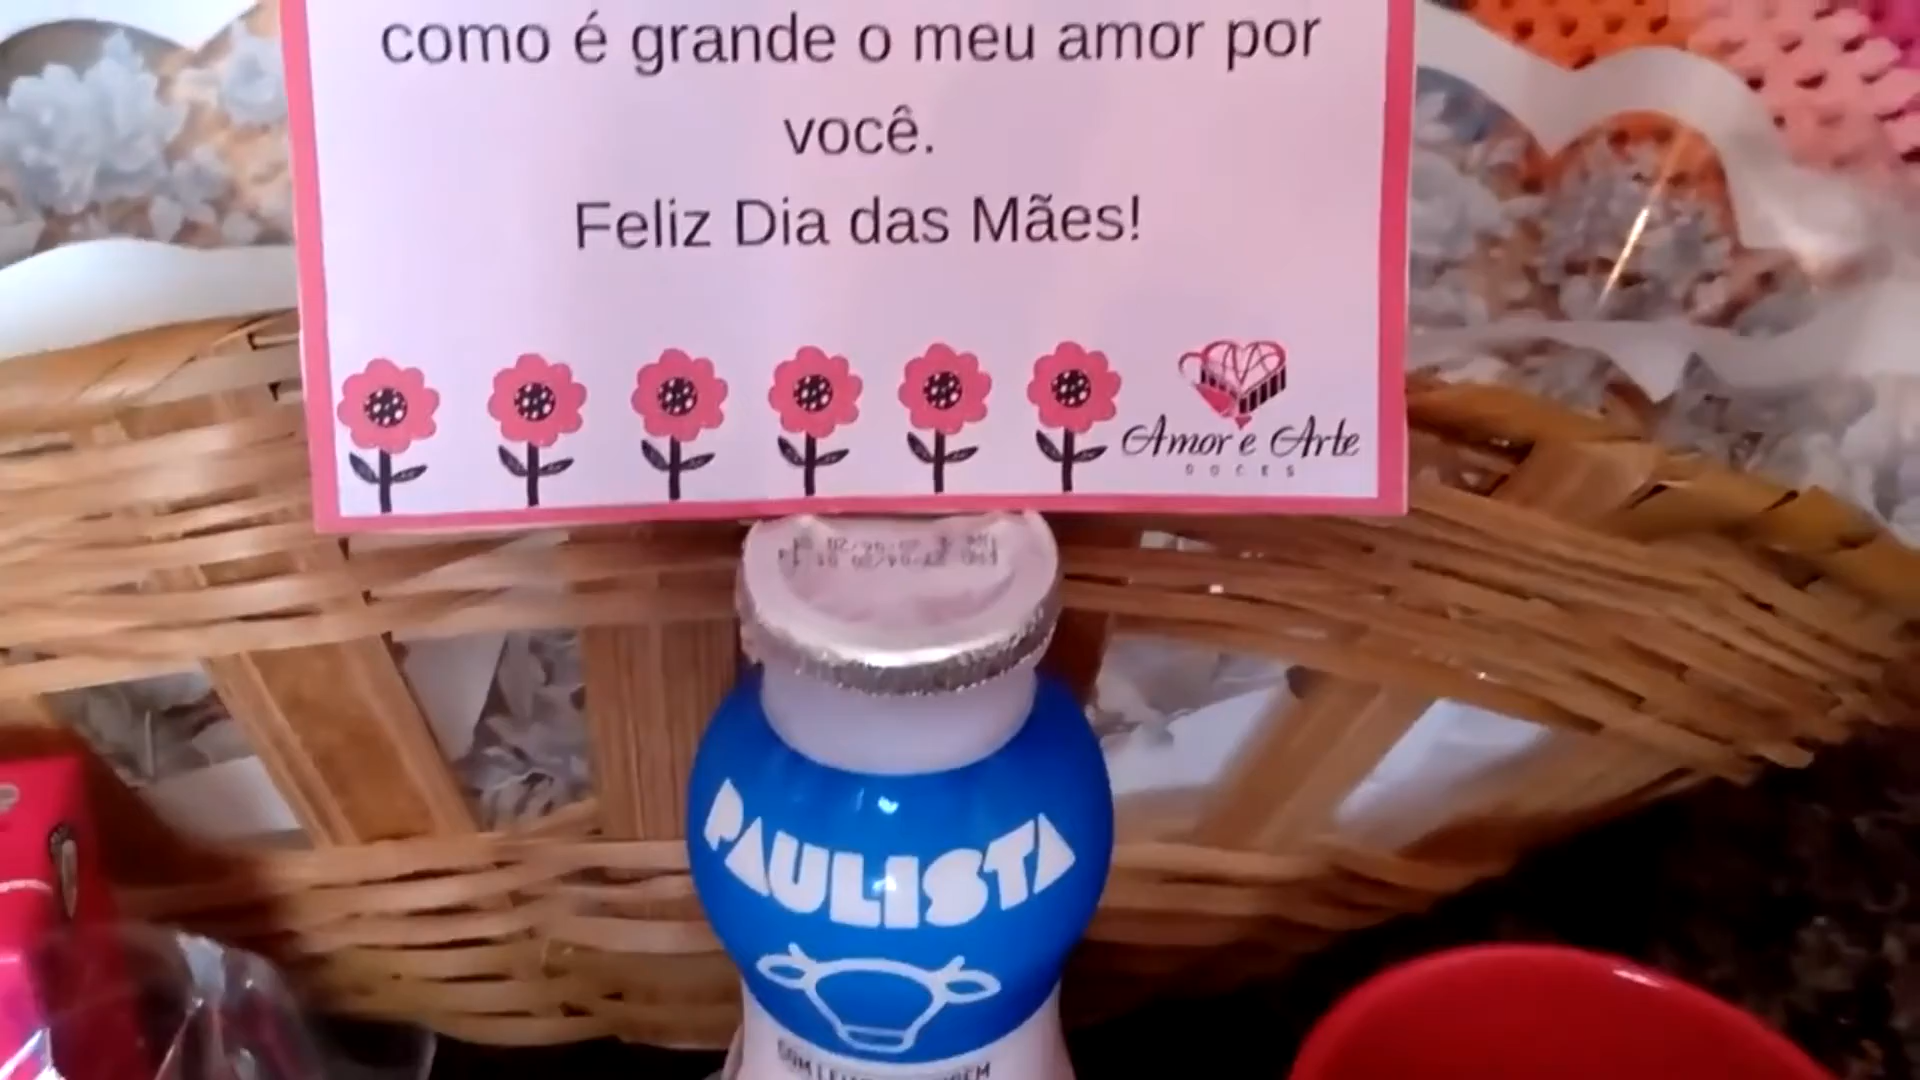 como é grande o meu amor por
você.
Feliz Dia das Mães!
Amor e Arte
DOCES
PAULISTA